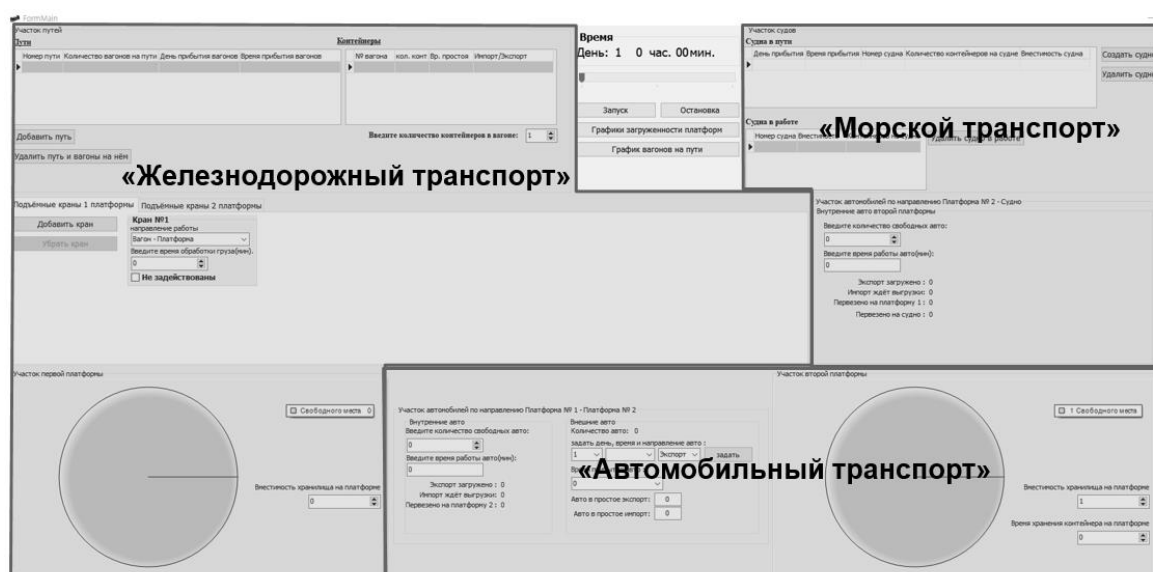 FormMain
Участок путей
Пути
Контейнеры
Номер пути Количество вагонов на пути День прибытия вагонов Время прибытия вагонов
№ вагона кол. конт Вр. простоя Импорт/Экспорт
Добавить путь
Введите количество контейнеров в вагоне: 1
Удалить путь и вагоны на нём
«Железнодорожный транспорт»
Время
День: 1 0 час. 00 мин.
Запуск Остановка
Графики загруженности платформ
График вагонов на пути
Участок судов
Суда в пути
День прибытия Время прибытия Номер судна Количество контейнеров на судне Вместимость судна
Создать судно
Удалить судно
Суда в работе
«Морской транспорт»
Номер судна
Подъёмные краны 1 платформы Подъёмные краны 2 платформы
Добавить кран
Убрать кран
Кран №1
направление работы
Вагон - Платформа
Введите время обработки груза(мин).
0
Не задействованы
Участок автомобилей по направлению Платформа № 2 - Судно
Внутренние авто второй платформы
Введите количество свободных авто:
0
Введите время работы авто(мин):
0
Экспорт загружено : 0
Импорт ждёт выгрузки: 0
Первезено на платформу 1 : 0
Первезено на судно : 0
Участок первой платформы
Свободного места 0
Вместимость хранилища на платформе
0
Участок автомобилей по направлению Платформа № 1 - Платформа № 2
Внутренние авто
Введите количество свободных авто:
0
Введите время работы авто(мин):
0
Экспорт загружено : 0
Импорт ждёт выгрузки: 0
Первезено на платформу 2 : 0
Внешние авто
Количество авто: 0
задать день, время и направление авто :
1 Экспорт задать
«Автомобильный транспорт»
0
Авто в простое экспорт: 0
Авто в простое импорт: 0
Участок второй платформы
1 Свободного места
Вместимость хранилища на платформе
1
Время хранения контейнера на платформе
0